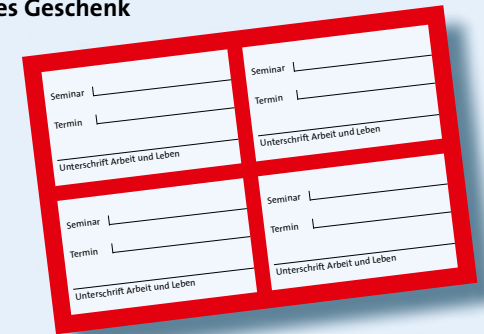 es Geschenk
Seminar
Termin
Unterschrift Arbeit und Leben
Seminar
Termin
Unterschrift Arbeit und Leben
Seminar
Termin
Unterschrift Arbeit und Leben
Seminar
Termin
Unterschrift Arbeit und Leben